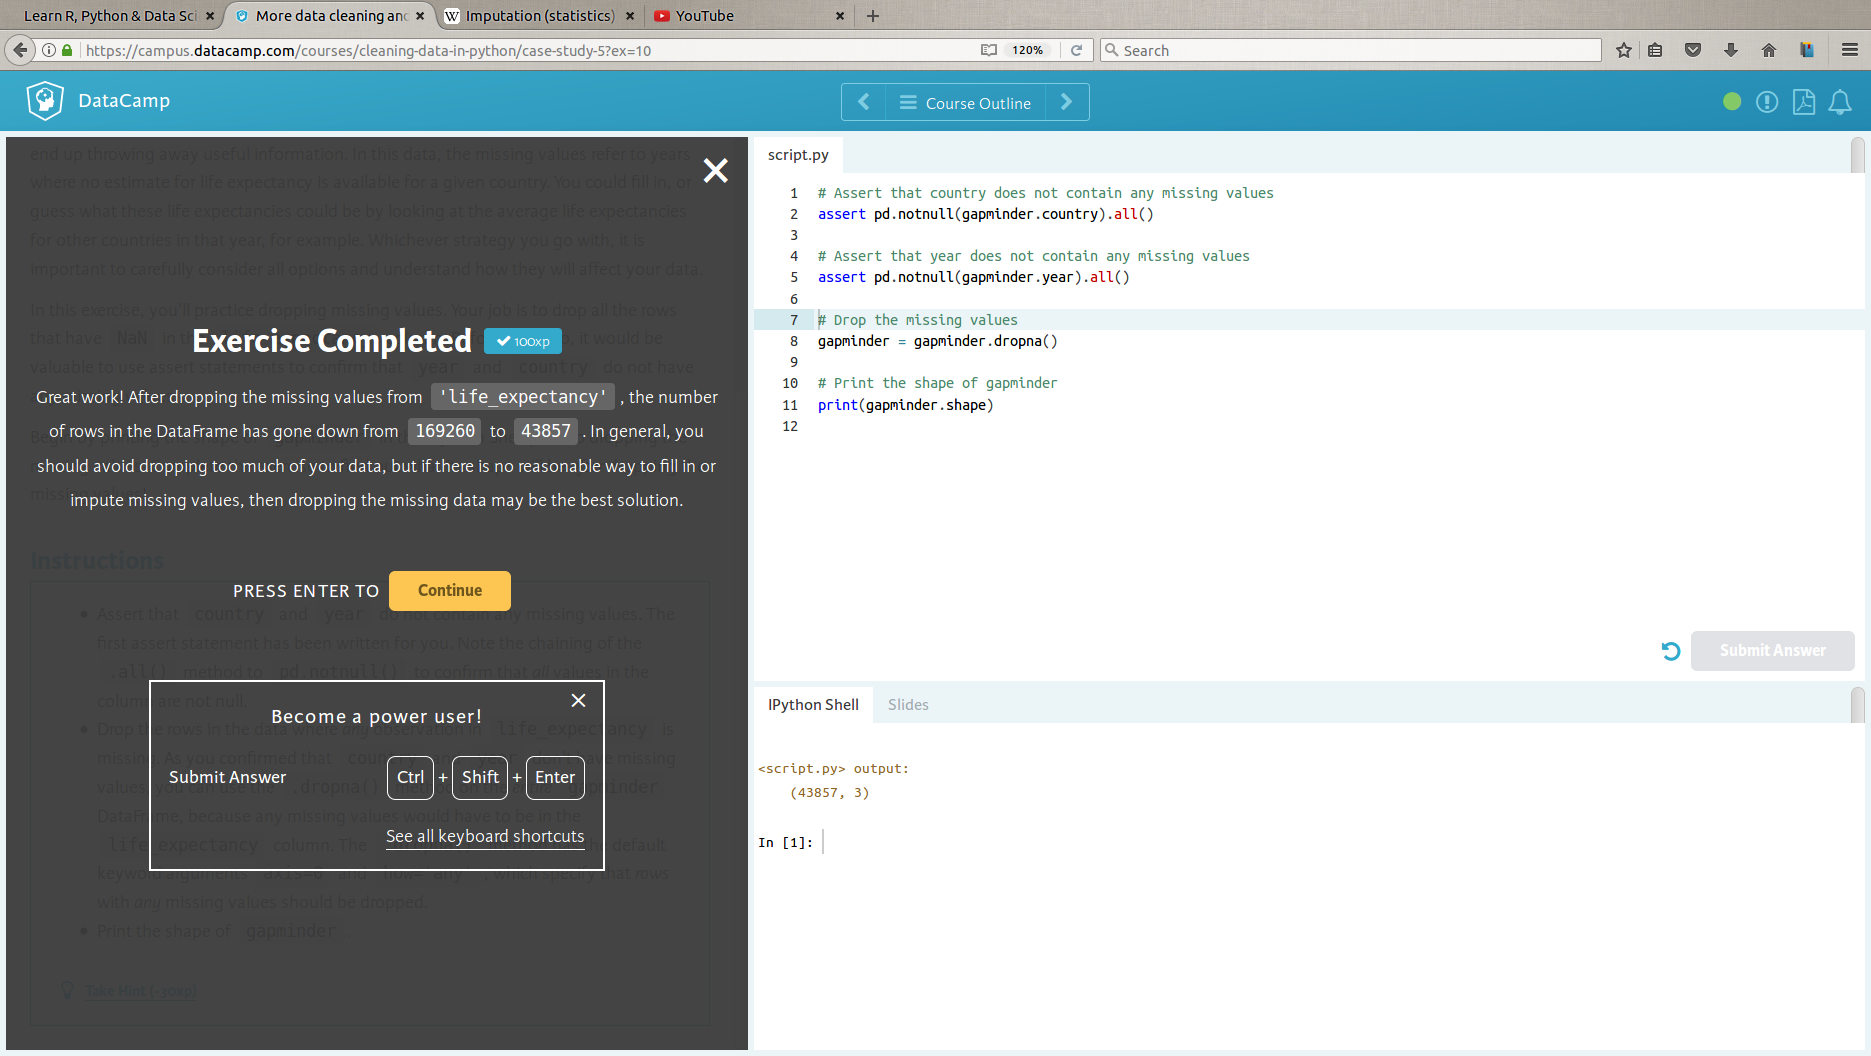 Learn R, Python & Data Sci
More data cleaning and
Imputation (statistics)
YouTube
https://campus.datacamp.com/courses/cleaning-data-in-python/case-study-5?ex=10
120%
Search
DataCamp
Course Outline
end up throwing away useful information. In this data, the missing values refer to years
where no estimate for life expectancy is available for a given country. You could fill in, or
guess what these life expectancies could be by looking at the average life expectancies
for other countries in that year, for example. Whichever strategy you go with, it is
important to carefully consider all options and understand how they will affect your data.
In this exercise, you'll practice dropping missing values. Your job is to drop all the rows
that have NaN in th
it would be
Exercise Completed
100xp
valuable to use assert statements to confirm that year and country do not have
Great work! After dropping the missing values from 'life_expectancy' , the number
of rows in the DataFrame has gone down from 169260 to 43857 . In general, you
should avoid dropping too much of your data, but if there is no reasonable way to fill in or
impute missing values, then dropping the missing data may be the best solution.
Instructions
PRESS ENTER TO Continue
Assert that country and year do not contain any missing values. The
first assert statement has been written for you. Note the chaining of the
.all() method to pd.notnull() to confirm that all values in the
column are not null.
Become a power user!
Drop the rows in the data where any observation in life_expectancy is
missing. As you confirmed that country and year don't have missing
Submit Answer
Ctrl + Shift + Enter
values, you can use the .dropna() method on the entire gapminder
DataFrame, because any missing values would have to be in the
See all keyboard shortcuts
life_expectancy column. The
the default
keyword arguments axis=0 and how='any' , which specify that rows
with any missing values should be dropped.
Print the shape of gapminder
Take Hint (-30xp)
script.py
1 # Assert that country does not contain any missing values
2 assert pd.notnull(gapminder.country).all()
3
4 # Assert that year does not contain any missing values
5 assert pd.notnull(gapminder.year).all()
6
7 # Drop the missing values
8 gapminder = gapminder.dropna()
9
10 # Print the shape of gapminder
11 print(gapminder.shape)
12
Submit Answer
IPython Shell
Slides
<script.py> output:
(43857, 3)
In [1]: